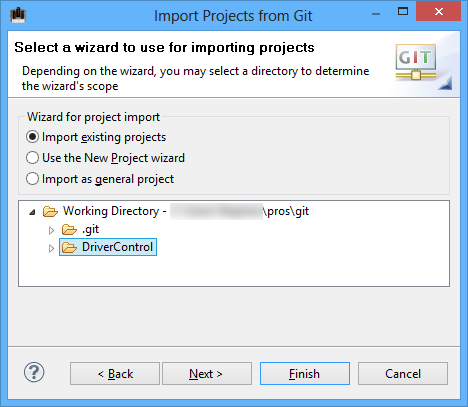 Import Projects from Git
Select a wizard to use for importing projects
Depending on the wizard, you may select a directory to determine
the wizard's scope
GIT
Wizard for project import
Import existing projects
Use the New Project wizard
Import as general project
Working Directory - \pros\git
.git
DriverControl
?
< Back
Next >
Finish
Cancel